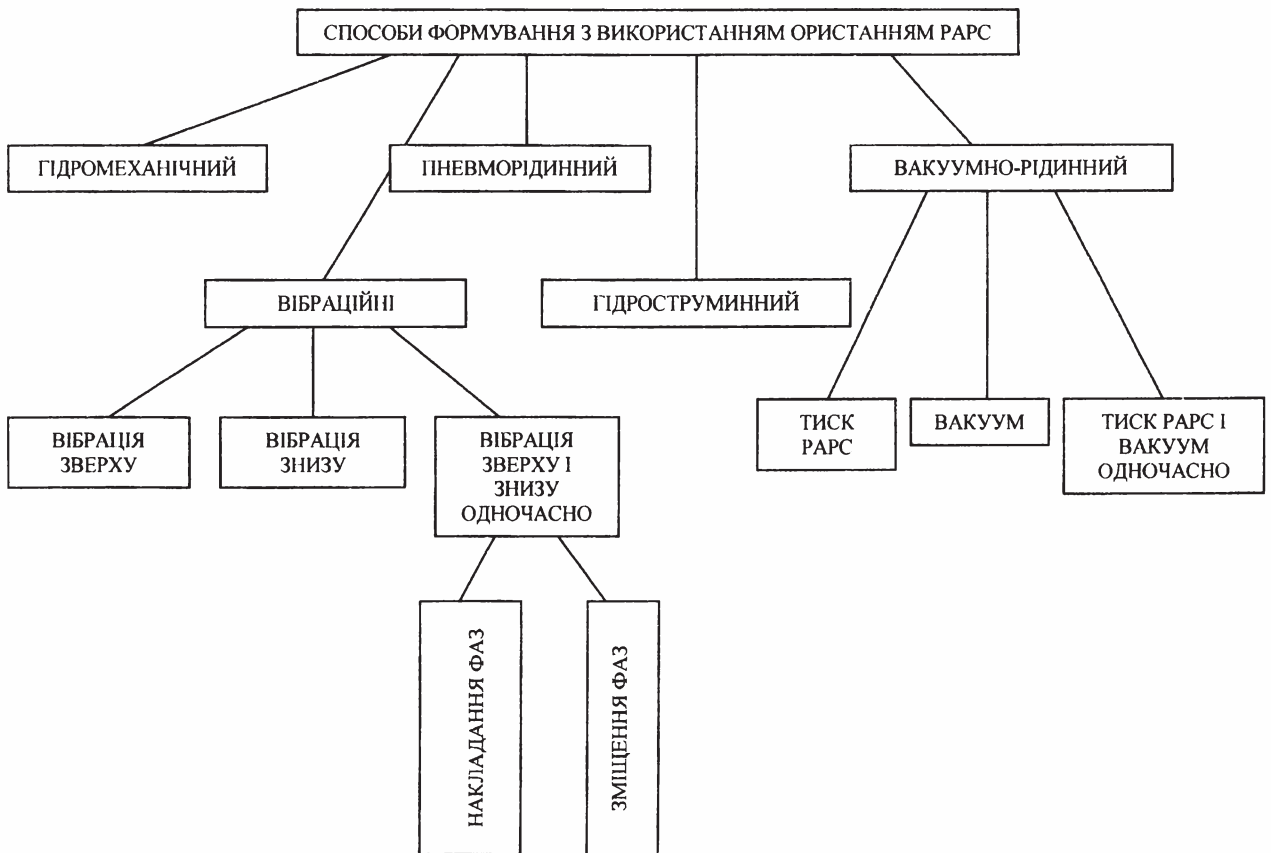 СПОСОБИ ФОРМУВАННЯ З ВИКОРИСТАННЯМ ОРИСТАННЯМ РАРС
ГІДРОМЕХАНІЧНИЙ
ПНЕВМОРІДИННИЙ
ВАКУУМНО-РІДИННИЙ
ВІБРАЦІЙНІ
ГІДРОСТРУМИННИЙ
ВІБРАЦІЯ
ЗВЕРХУ
ВІБРАЦІЯ
ЗНИЗУ
ВІБРАЦІЯ
ЗВЕРХУ І
ЗНИЗУ
ОДНОЧАСНО
ТИСК
РАРС
ВАКУУМ
ТИСК РАРС І
ВАКУУМ
ОДНОЧАСНО
НАКЛАДАННЯ ФАЗ
ЗМІЩЕННЯ ФАЗ